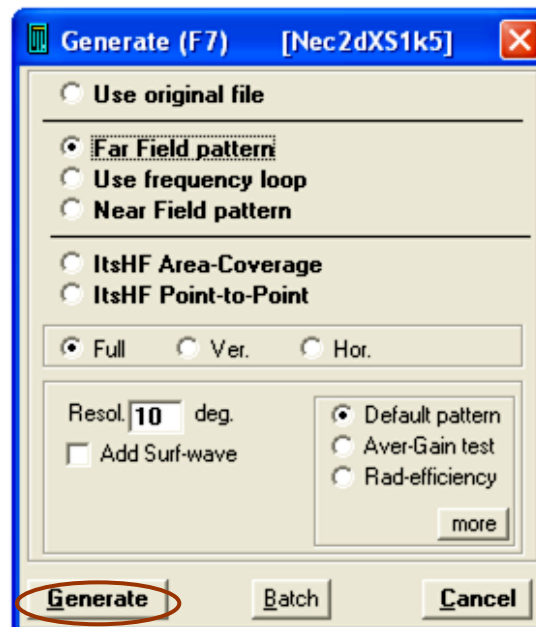 Generate (F7) [Nec2dXS1k5]
Use original file
Far Field pattern
Use frequency loop
Near Field pattern
ItsHF Area-Coverage
ItsHF Point-to-Point
Full Ver. Hor.
Resol. 10 deg.
Add Surf-wave
Default pattern
Aver-Gain test
Rad-efficiency
more
Generate Batch Cancel